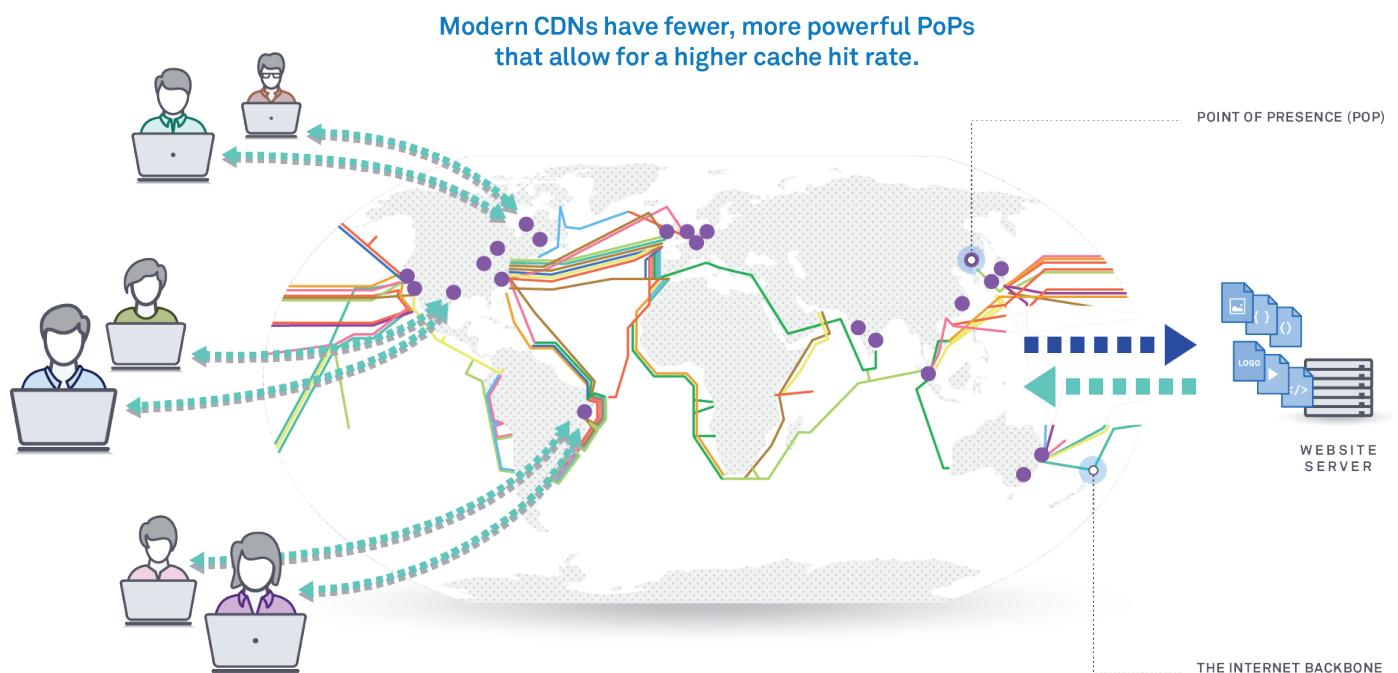 Modern CDNs have fewer, more powerful PoPs
that allow for a higher cache hit rate.
POINT OF PRESENCE (POP)
{ }
()
LOGO
</>
WEBSITE
SERVER
THE INTERNET BACKBONE